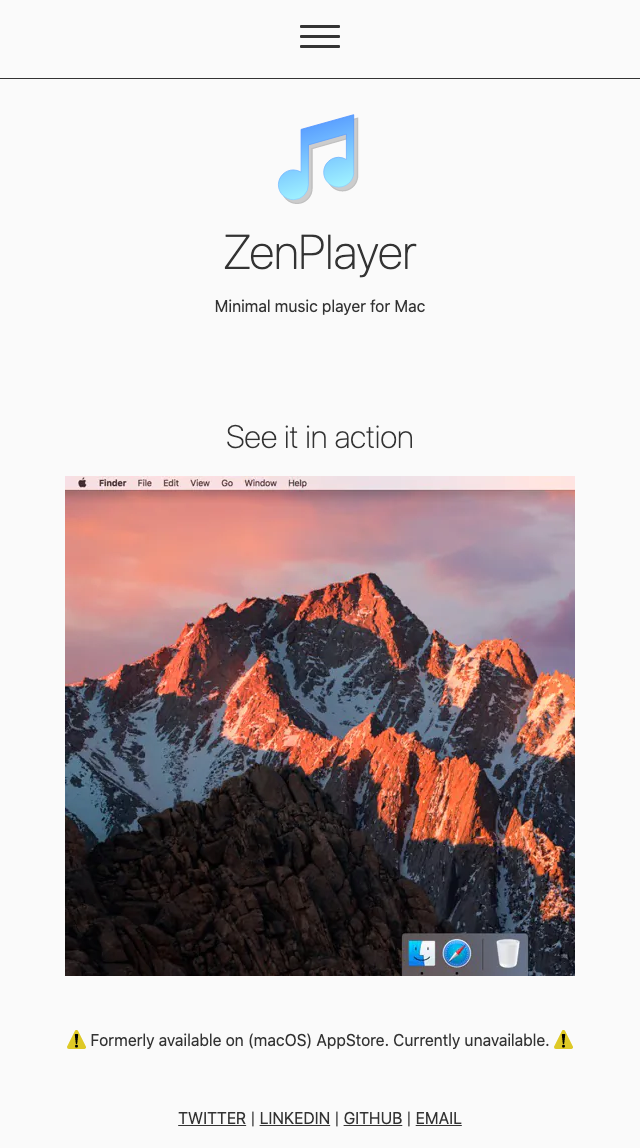 ZenPlayer
Minimal music player for Mac
See it in action
Finder File Edit View Go Window Help
⚠️ Formerly available on (macOS) AppStore. Currently unavailable. ⚠️
TWITTER | LINKEDIN | GITHUB | EMAIL